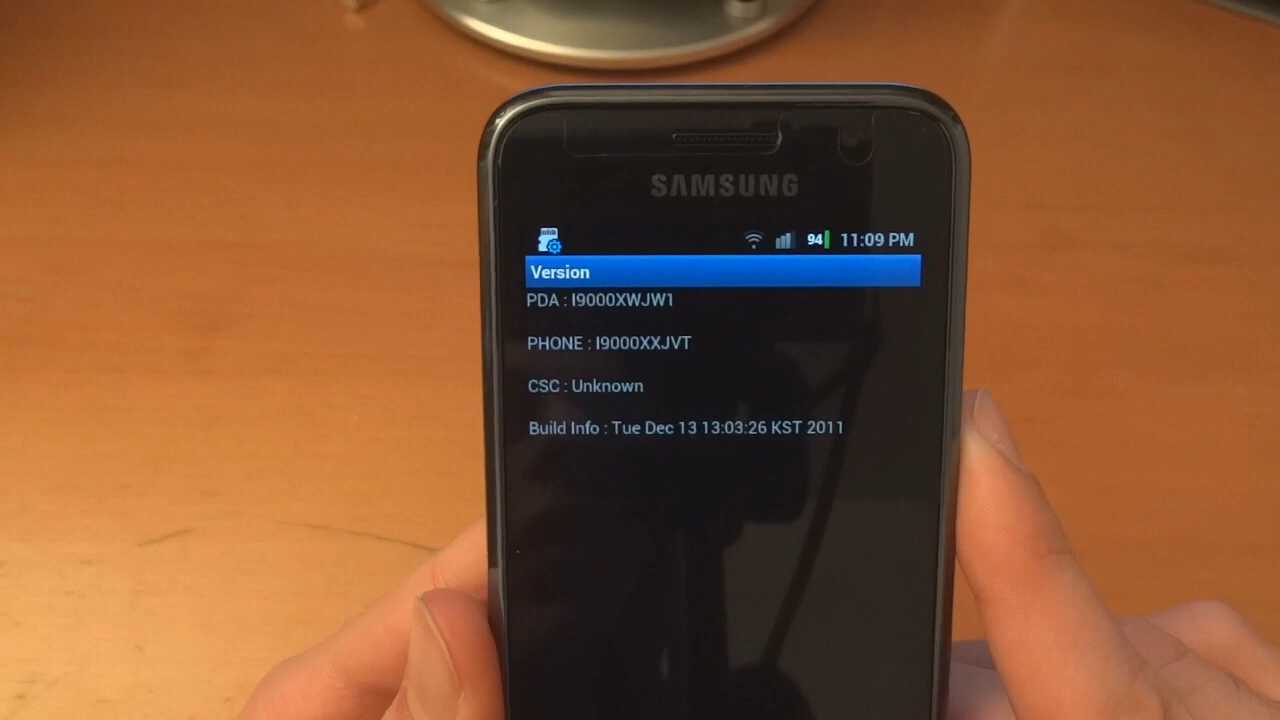 SAMSUNG
94 11:09 PM
Version
PDA : I9000XWJW1
PHONE : I9000XXJVT
CSC : Unknown
Build Info : Tue Dec 13 13:03:26 KST 2011